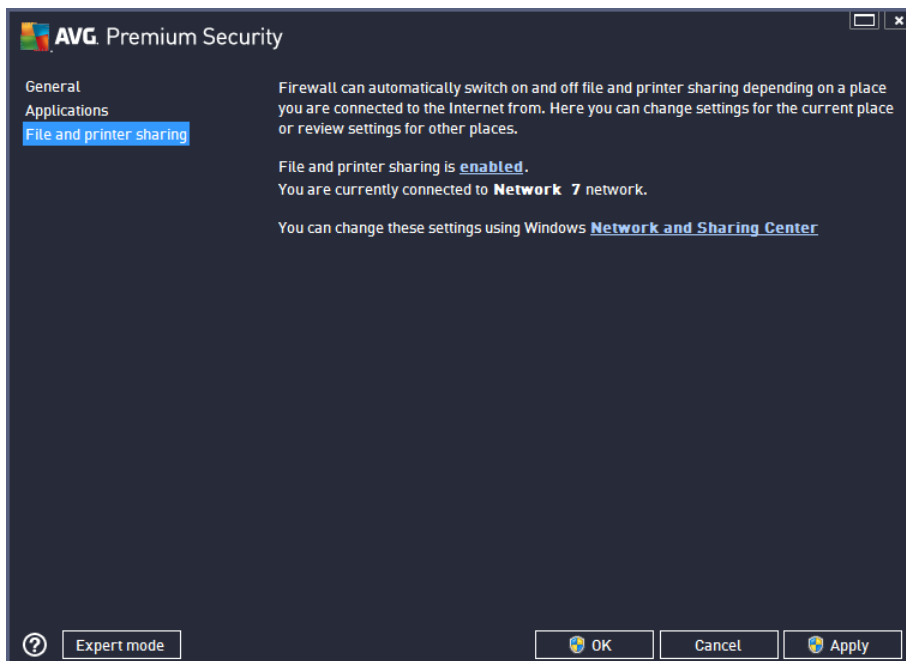 AVG. Premium Security
General
Applications
File and printer sharing
Firewall can automatically switch on and off file and printer sharing depending on a place
you are connected to the Internet from. Here you can change settings for the current place
or review settings for other places.
File and printer sharing is enabled.
You are currently connected to Network 7 network.
You can change these settings using Windows Network and Sharing Center
? Expert mode
OK
Cancel
Apply